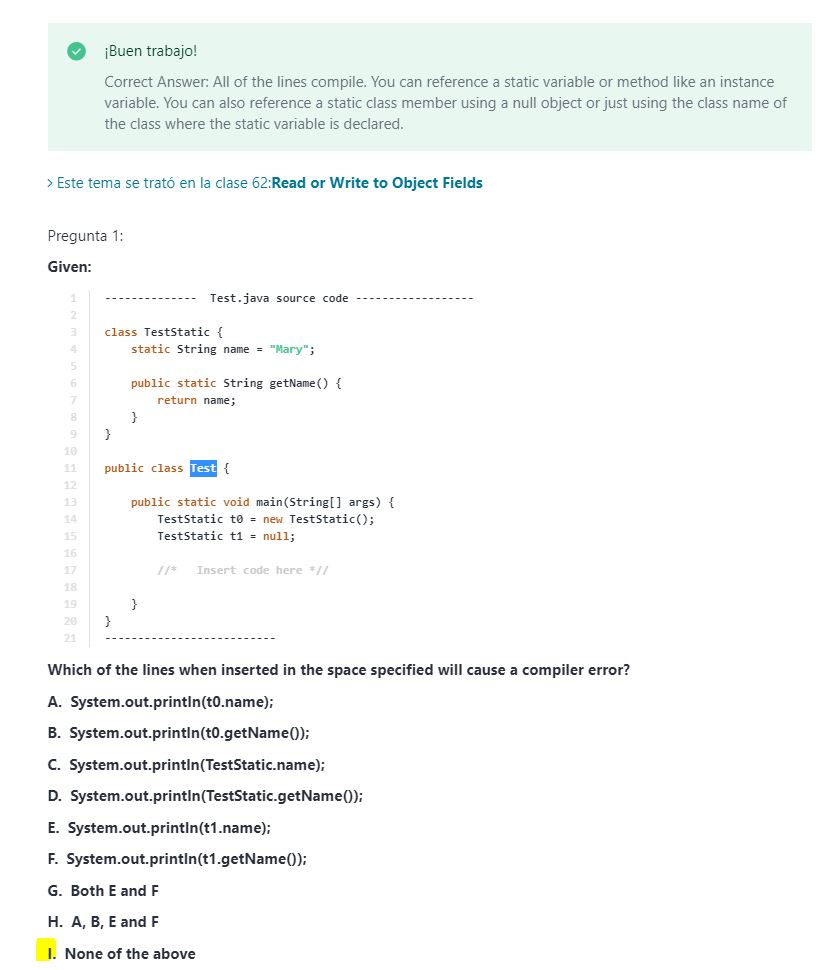 ¡Buen trabajo!
Correct Answer: All of the lines compile. You can reference a static variable or method like an instance
variable. You can also reference a static class member using a null object or just using the class name of
the class where the static variable is declared.
> Este tema se trató en la clase 62:Read or Write to Object Fields
Pregunta 1:
Given:
1 -------------- Test.java source code ------------------
2
3 class TestStatic {
4 static String name = "Mary";
5
6 public static String getName() {
7 return name;
8 }
9 }
10
11 public class Test {
12
13 public static void main(String[] args) {
14 TestStatic t0 = new TestStatic();
15 TestStatic t1 = null;
16
17 //* Insert code here *//
18
19 }
20 }
21 --------------------------
Which of the lines when inserted in the space specified will cause a compiler error?
A. System.out.println(t0.name);
B. System.out.println(t0.getName());
C. System.out.println(TestStatic.name);
D. System.out.println(TestStatic.getName());
E. System.out.println(t1.name);
F. System.out.println(t1.getName());
G. Both E and F
H. A, B, E and F
I. None of the above